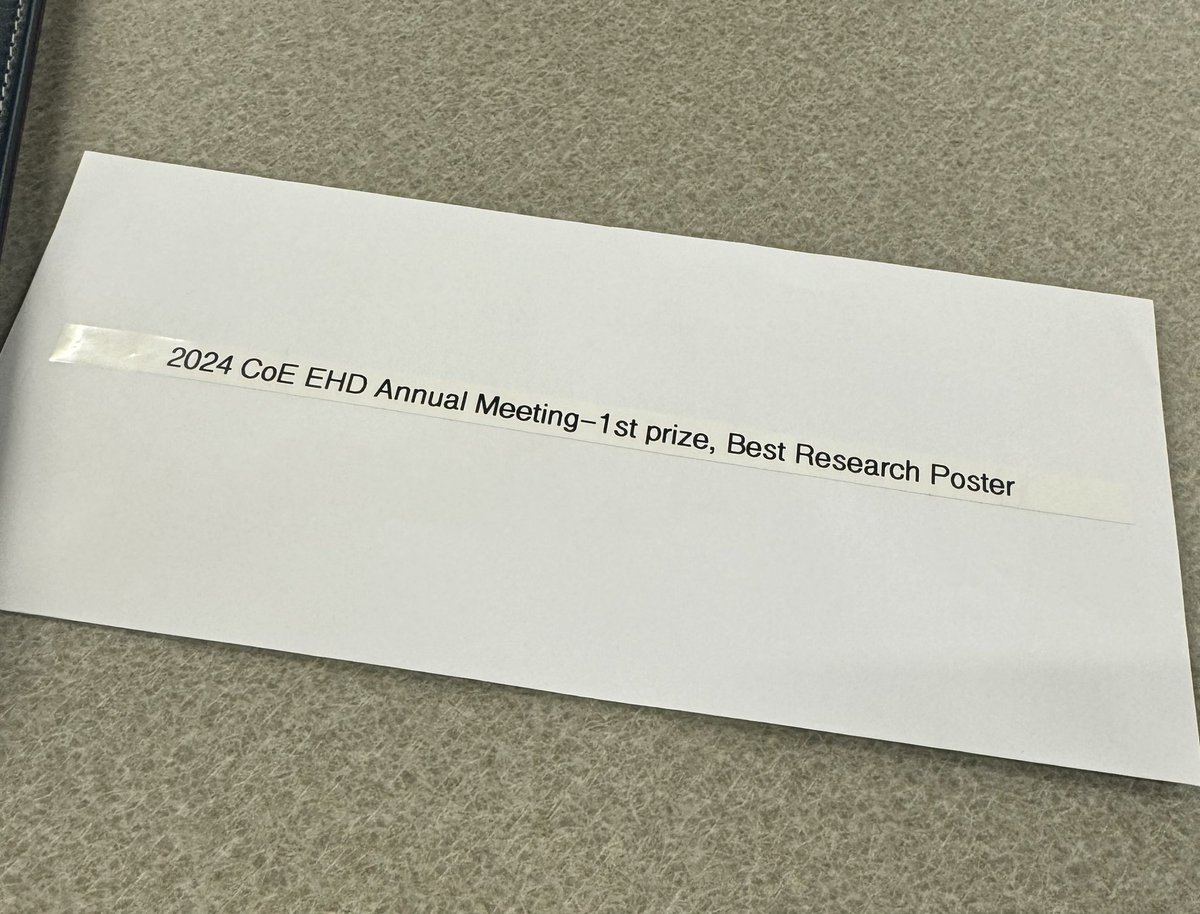 2024 CoE EHD Annual Meeting-1st prize, Best Research Poster